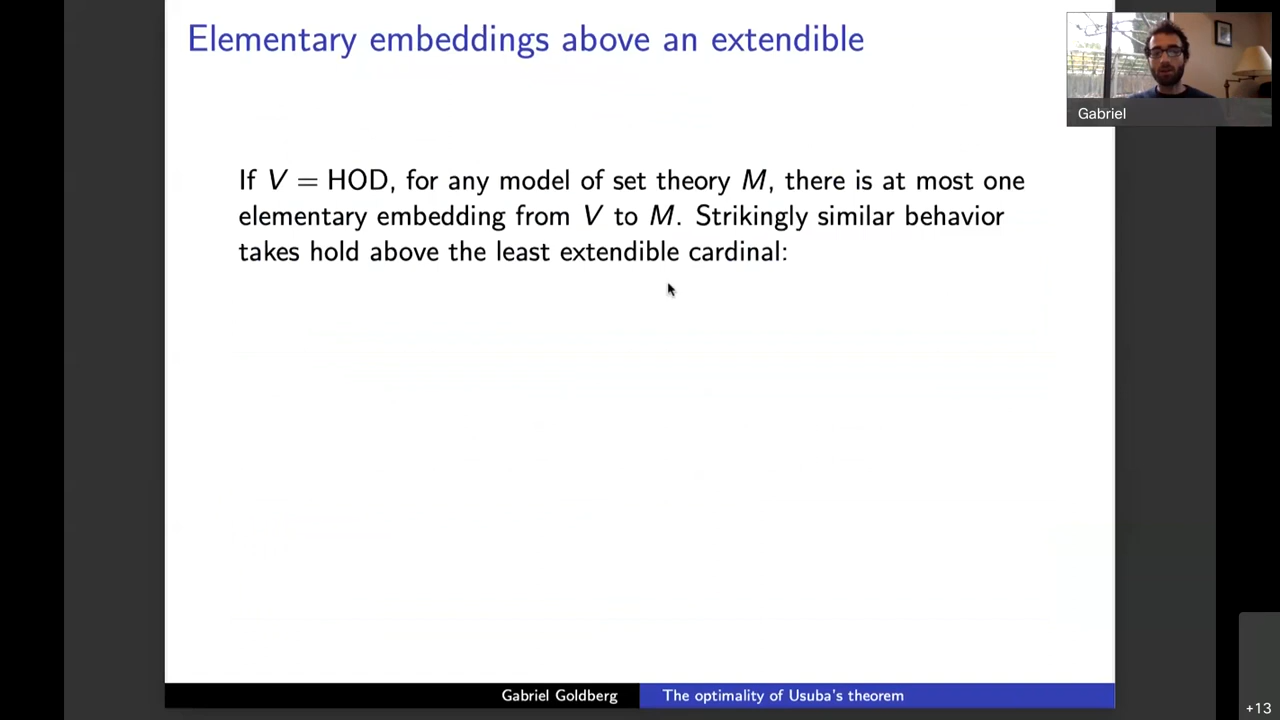 Elementary embeddings above an extendible
Gabriel
If V = HOD, for any model of set theory M, there is at most one
elementary embedding from V to M. Strikingly similar behavior
takes hold above the least extendible cardinal:
Gabriel Goldberg
The optimality of Usuba's theorem
+13